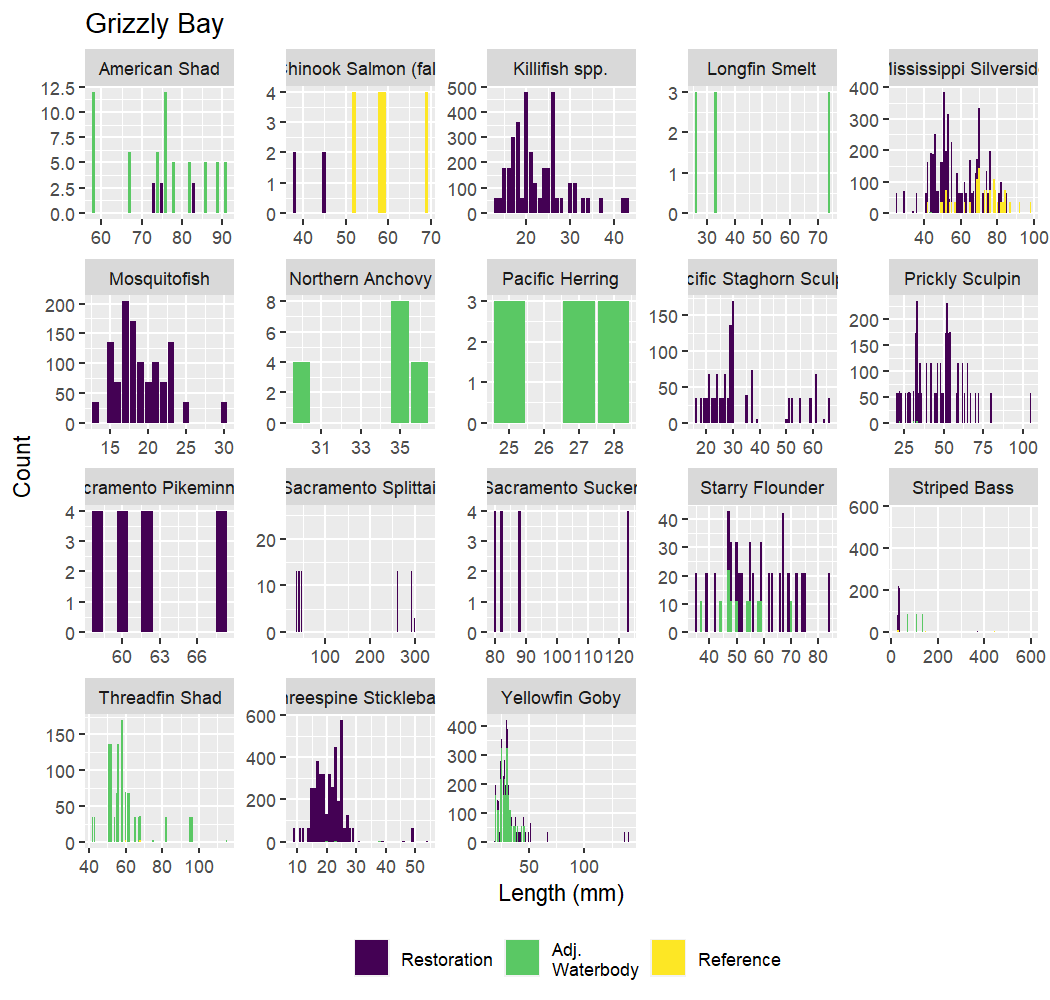 Grizzly Bay
American Shad
12.5
10.0
7.5
5.0
2.5
0.0
60 70 80 90
Chinook Salmon (fal
4
3
2
1
0
40 50 60 70
Killifish spp.
500
400
300
200
100
0
20 30 40
Longfin Smelt
3
2
1
0
30 40 50 60 70
Mississippi Silversid
400
300
200
100
0
40 60 80 100
Mosquitofish
200
150
100
50
0
15 20 25 30
Northern Anchovy
8
6
4
2
0
31 33 35
Pacific Herring
3
2
1
0
25 26 27 28
cific Staghorn Sculp
150
100
50
0
20 30 40 50 60
Prickly Sculpin
200
150
100
50
0
25 50 75 100
Count
cramento Pikeminn
4
3
2
1
0
60 63 66
Sacramento Splittai
20
10
0
100 200 300
Sacramento Sucker
4
3
2
1
0
80 90 100 110 120
Starry Flounder
40
30
20
10
0
40 50 60 70 80
Striped Bass
600
400
200
0
0 200 400 600
Threadfin Shad
150
100
50
0
40 60 80 100
hreespine Stickleba
600
400
200
0
10 20 30 40 50
Yellowfin Goby
400
300
200
100
0
50 100
Length (mm)
Restoration
Adj.
Waterbody
Reference